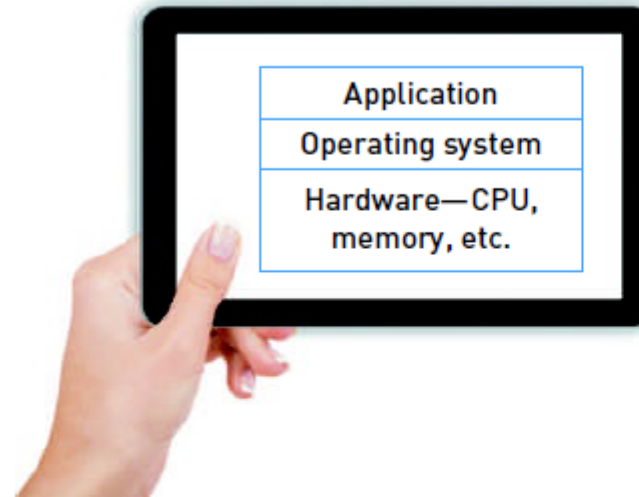 Application
Operating system
Hardware—CPU,
memory, etc.